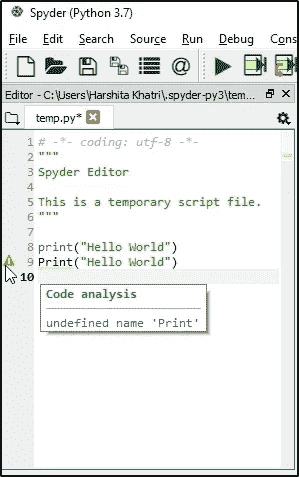 Spyder (Python 3.7)
File Edit Search Source Run Debug Cons
Editor - C:\Users\Harshita Khatri\.spyder-py3\tem...
temp.py*
1 # -*- coding: utf-8 -*-
2 """
3 Spyder Editor
4
5 This is a temporary script file.
6 """
7
8 print("Hello World")
9 Print("Hello World")
10
Code analysis
undefined name 'Print'